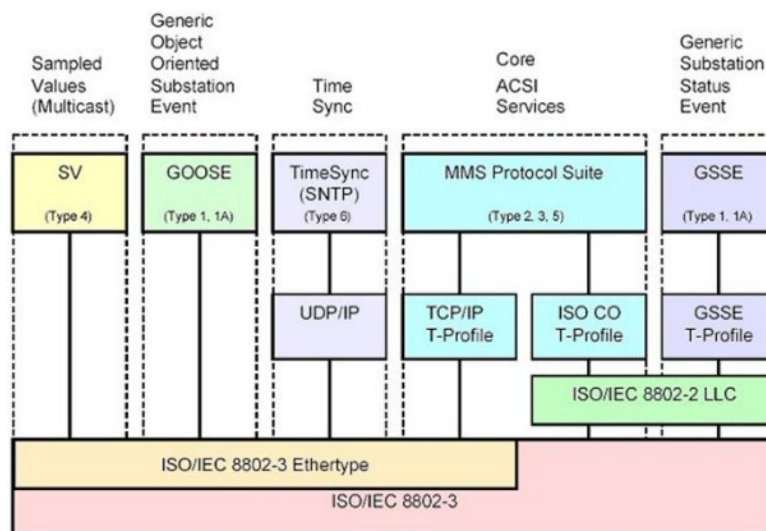 Sampled
Values
(Multicast)
Generic
Object
Oriented
Substation
Event
Time
Sync
Core
ACSI
Services
Generic
Substation
Status
Event
SV
(Type 4)
GOOSE
(Type 1, 1A)
TimeSync
(SNTP)
(Type 6)
MMS Protocol Suite
(Type 2, 3, 5)
GSSE
(Type 1, 1A)
UDP/IP
TCP/IP
T-Profile
ISO CO
T-Profile
GSSE
T-Profile
ISO/IEC 8802-2 LLC
ISO/IEC 8802-3 Ethertype
ISO/IEC 8802-3